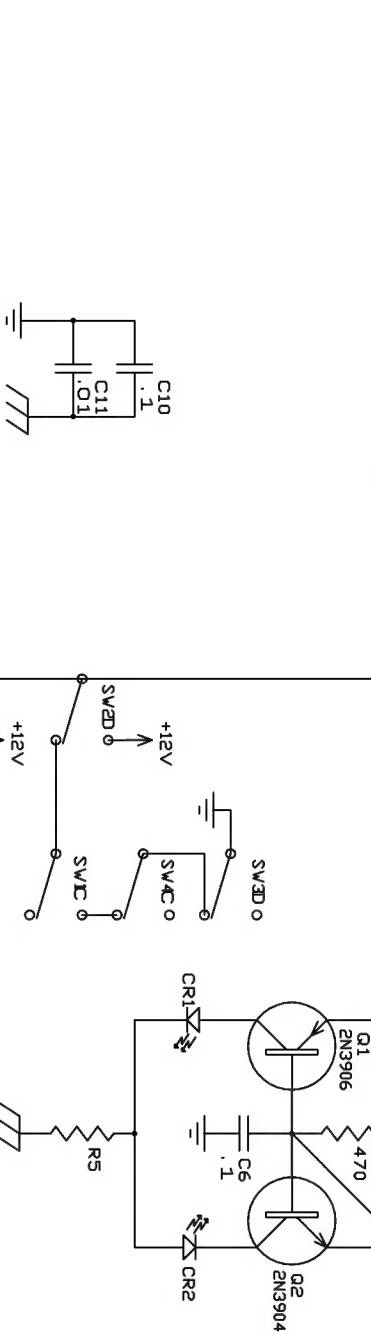 C10
.1
C11
.01
SW2D
+12V
+12V
SW1C
SW4C
SW3D
Q1
2N3906
CR1
470
C6
.1
R5
Q2
2N3904
CR2